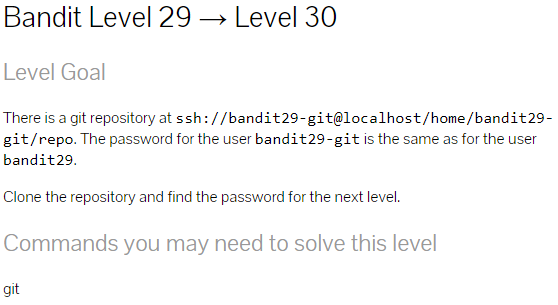 Bandit Level 29 → Level 30
Level Goal
There is a git repository at ssh://bandit29-git@localhost/home/bandit29-
git/repo. The password for the user bandit29-git is the same as for the user
bandit29.
Clone the repository and find the password for the next level.
Commands you may need to solve this level
git